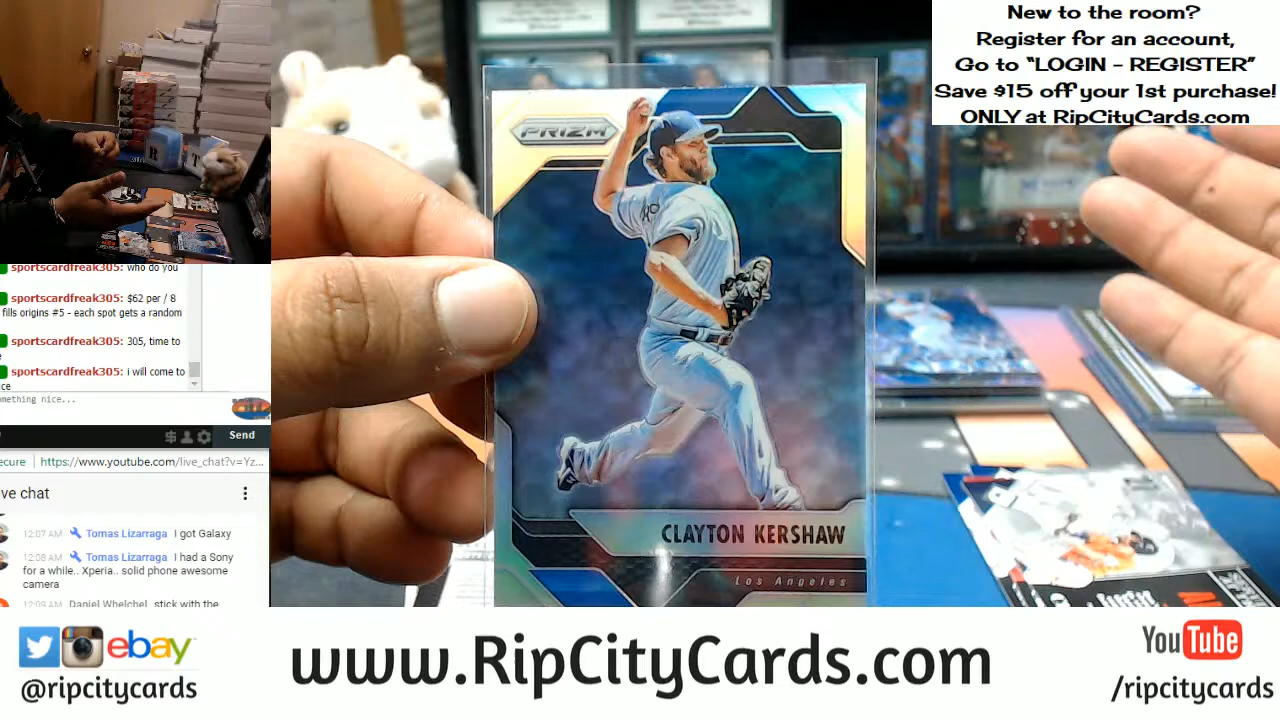 New to the room?
Register for an account,
Go to "LOGIN - REGISTER"
Save $15 off your 1st purchase!
ONLY at RipCityCards.com
PRIZM
CLAYTON KERSHAW
Los Angeles
sportscardfreak305: who do you
sportscardfreak305: $62 per / 8
fills origins #5 - each spot gets a random
sportscardfreak305: 305, time to
sportscardfreak305: i will come to
omething nice...
Send
ecure | https://www.youtube.com/live_chat?v=Yz...
ve chat
12:07 AM Tomas Lizarraga I got Galaxy
12:08 AM Tomas Lizarraga I had a Sony
for a while.. Xperia.. solid phone awesome
camera
12:09 AM Daniel Whelchel stick with the
ebay
@ripcitycards
www.RipCityCards.com
YouTube
/ripcitycards